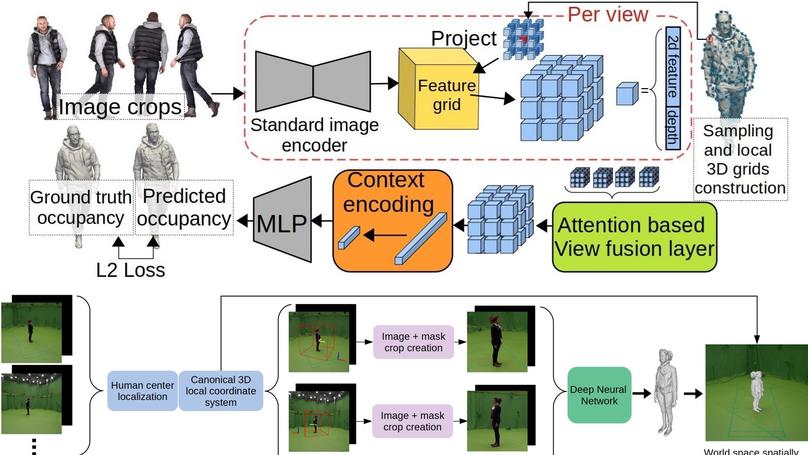 Per view
Project
Image crops
Feature
grid
2d feature
depth
Standard image
encoder
Sampling
and local
3D grids
construction
Ground truth
occupancy
Predicted
occupancy
L2 Loss
MLP
Context
encoding
Attention based
View fusion layer
Human center
localization
Canonical 3D
local coordinate
system
Image + mask
crop creation
Image + mask
crop creation
Deep Neural
Network
World space spatially